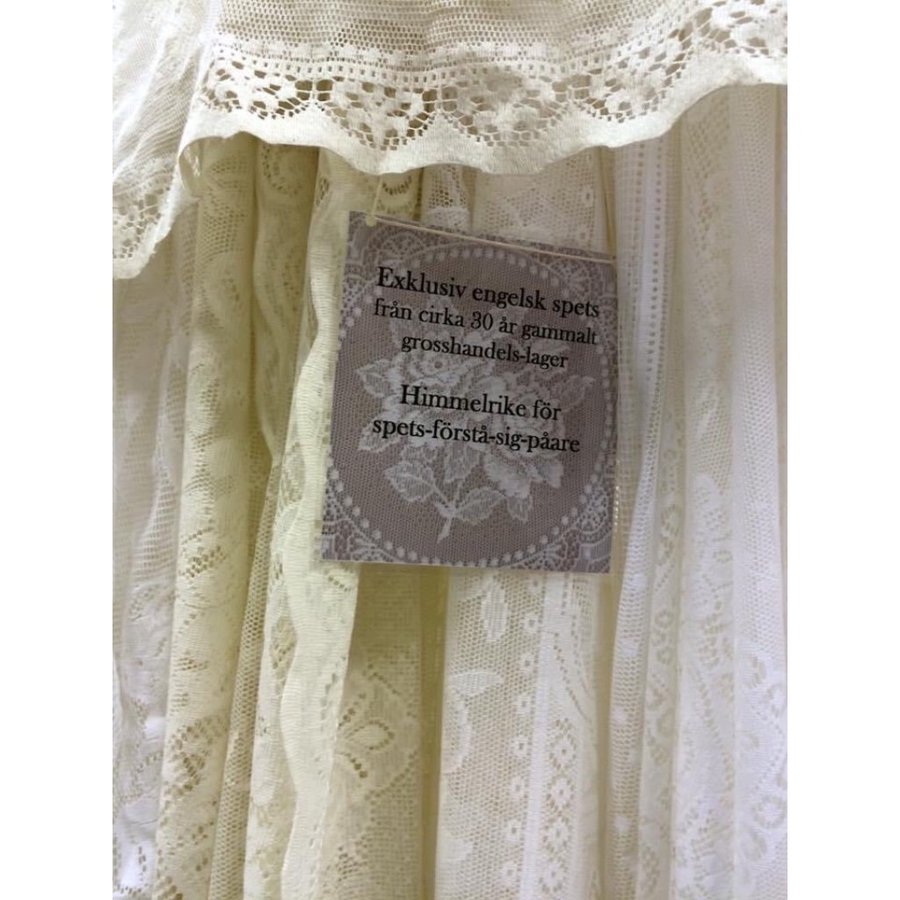 Exklusiv engelsk spets
från cirka 30 år gammalt
grosshandels-lager
Himmelrike för
spets-förstå-sig-påare